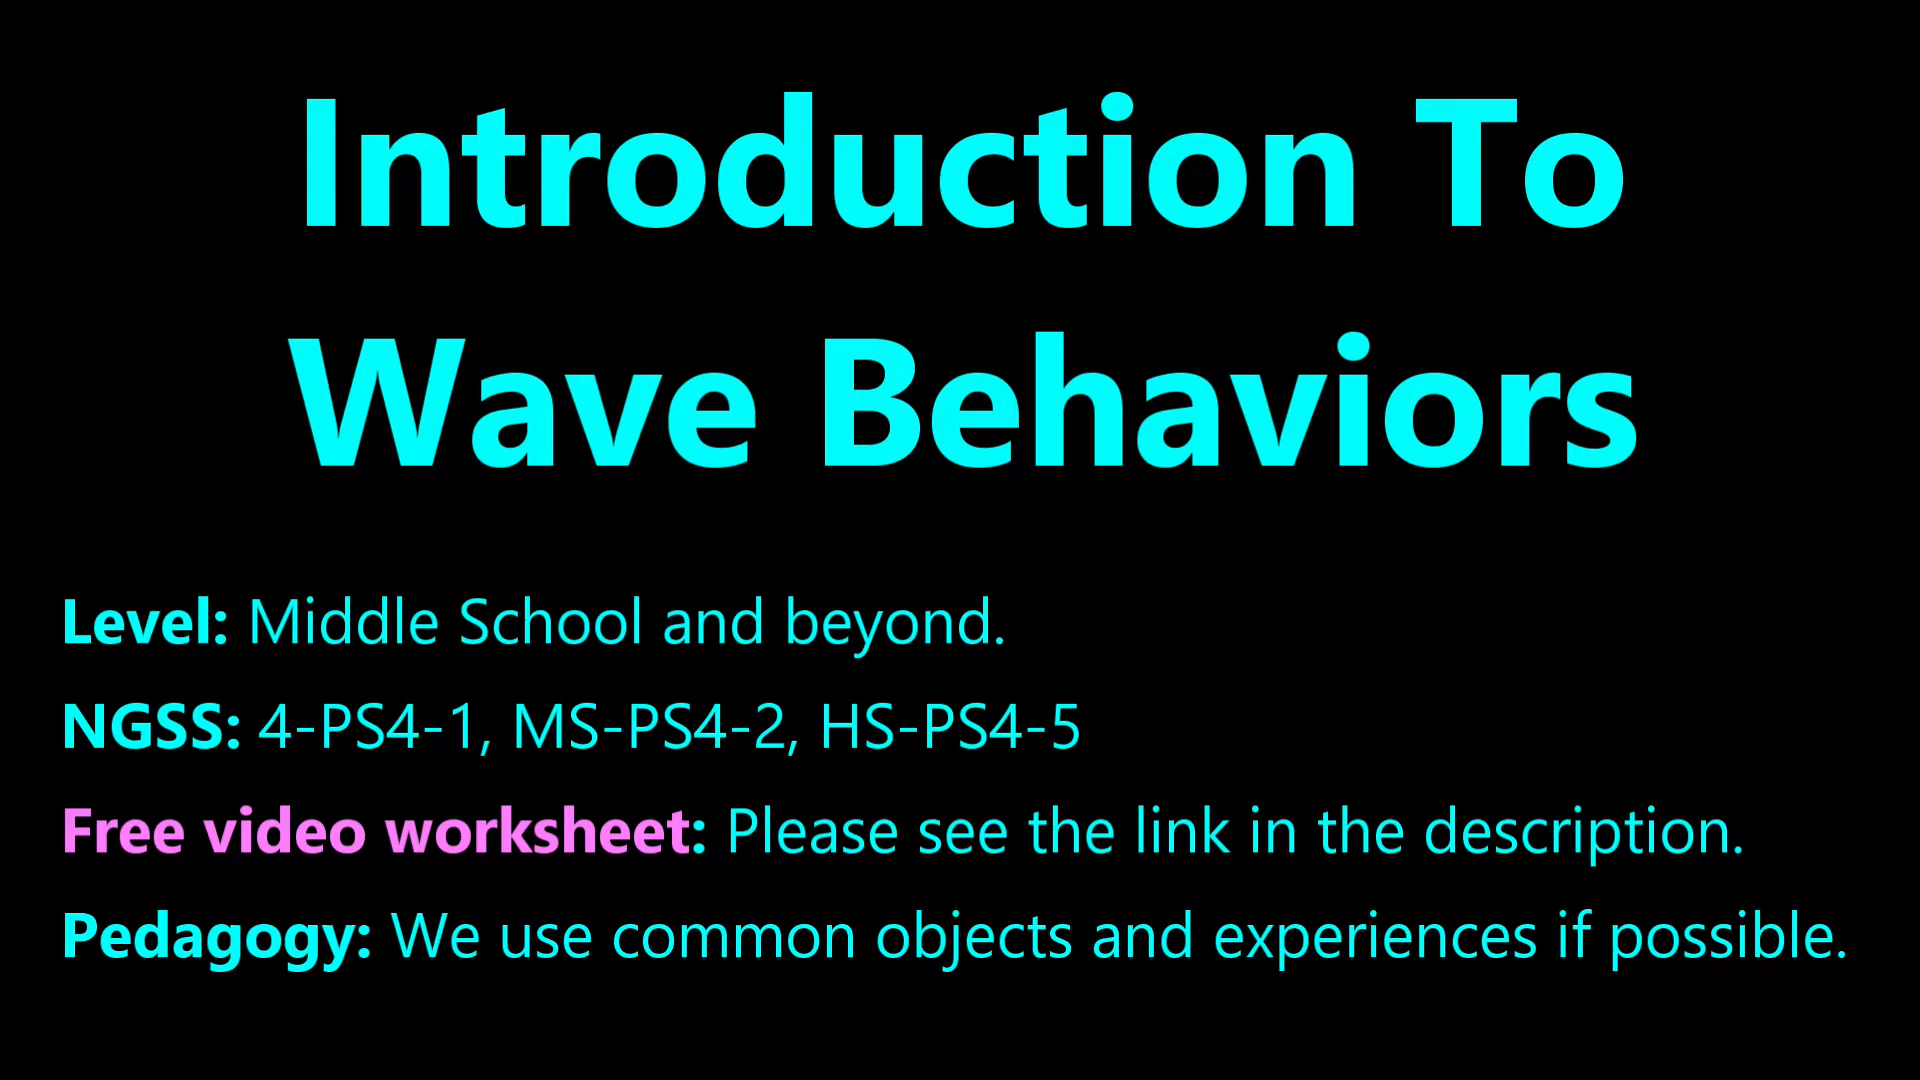 Introduction To
Wave Behaviors
Level: Middle School and beyond.
NGSS: 4-PS4-1, MS-PS4-2, HS-PS4-5
Free video worksheet: Please see the link in the description.
Pedagogy: We use common objects and experiences if possible.